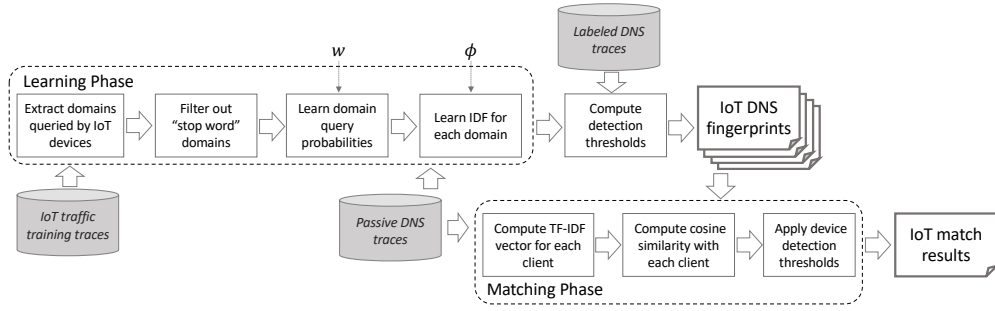 Labeled DNS
traces
w
ϕ
Learning Phase
Extract domains
queried by IoT
devices
Filter out
“stop word”
domains
Learn domain
query
probabilities
Learn IDF for
each domain
Compute
detection
thresholds
IoT DNS
fingerprints
IoT traffic
training traces
Passive DNS
traces
Compute TF-IDF
vector for each
client
Compute cosine
similarity with
each client
Apply device
detection
thresholds
IoT match
results
Matching Phase